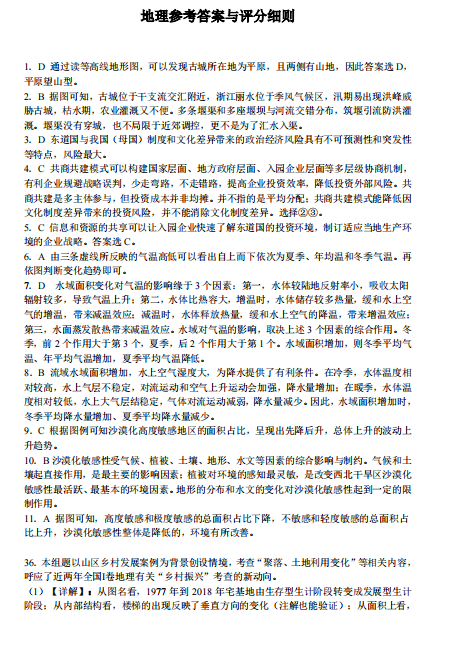 地理参考答案与评分细则
1. D 通过读等高线地形图，可以发现古城所在地为平原，且两侧有山地，因此答案选 D，
平原望山型。
2. B 据图可知，古城位于干支流交汇附近，浙江丽水位于季风气候区，汛期易出现洪峰威
胁古城，枯水期，农业灌溉又不便。多条堰渠和多座堰坝与河流交错分布，筑堰引流防洪灌
溉。堰渠没有穿城，也不局限于近郊调控，更不是为了汇水入渠。
3. D 东道国与我国（母国）制度和文化差异带来的政治经济风险具有不可预测性和突发性
等特点，风险最大。
4. C 共商共建模式可以构建国家层面、地方政府层面、入园企业层面等多层级协商机制，
有利企业规避战略误判，少走弯路，不走错路，提高企业投资效率，降低投资外部风险。共
商共建是多主体参与，但投资成本并非均摊。并不指的是平均分配；共商共建模式能降低因
文化制度差异带来的投资风险，并不能消除文化制度差异。选择②③。
5. C 信息和资源的共享可以让入园企业快速了解东道国的投资环境，制订适应当地生产环
境的企业战略。答案选 C。
6. A 由三条虚线所反映的气温高低可以看出自上而下依次为夏季、年均温和冬季气温。再
依图判断变化趋势即可。
7. D 水域面积变化对气温的影响缘于 3 个因素：第一，水体较陆地反射率小，吸收太阳
辐射较多，导致气温上升；第二，水体比热容大，增温时，水体储存较多热量，缓和水上空
气的增温，带来减温效应；减温时，水体释放热量，缓和水上空气的降温，带来增温效应；
第三，水面蒸发散热带来减温效应。水域对气温的影响，取决上述 3 个因素的综合作用。冬
季，前 2 个作用大于第 3 个，夏季，后 2 个作用大于第 1 个。水域面积增加，则冬季平均气
温、年平均气温增加，夏季平均气温降低。
8. B 流域水域面积增加，水上空气湿度大，为降水提供了有利条件。在冷季，水体温度相
对较高，水上气层不稳定，对流运动和空气上升运动会加强，降水量增加；在暖季，水体温
度相对较低，水上大气层结稳定，气体对流运动减弱，降水量减少。因此，水域面积增加时，
冬季平均降水量增加、夏季平均降水量减少。
9. C 根据图例可知沙漠化高度敏感地区的面积占比，呈现出先降后升，总体上升的波动上
升趋势。
10. B 沙漠化敏感性受气候、植被、土壤、地形、水文等因素的综合影响与制约。气候和土
壤起直接作用，是最主要的影响因素；植被对环境的感知最灵敏，是改变西北干旱区沙漠化
敏感性最活跃、最基本的环境因素。地形的分布和水文的变化对沙漠化敏感性起到一定的限
制作用。
11. A 据图可知，高度敏感和极度敏感的总面积占比下降，不敏感和轻度敏感的总面积占
比上升，沙漠化敏感性整体是降低的，环境有所改善。
36. 本组题以山区乡村发展案例为背景创设情境，考查“聚落、土地利用变化”等相关内容，
呼应了近两年全国I卷地理有关“乡村振兴”考查的新动向。
（1）【详解】：从图名看，1977 年到 2018 年宅基地由生存型生计阶段转变成发展型生计
阶段；从内部结构看，楼梯的出现反映了垂直方向的变化（注解也能验证）；从面积上看，